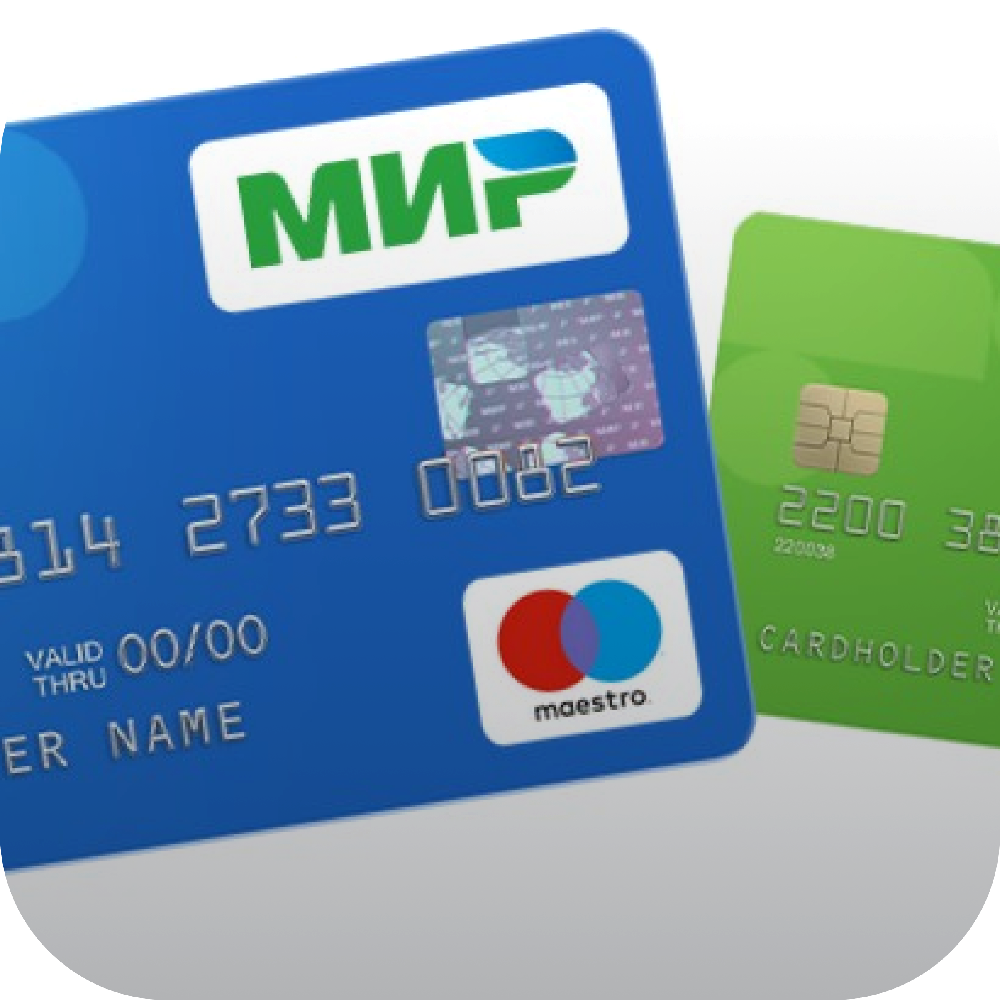 МИР
314 2733 0082
VALID THRU 00/00
ER NAME
maestro
2200 38
220038
CARDHOLDER